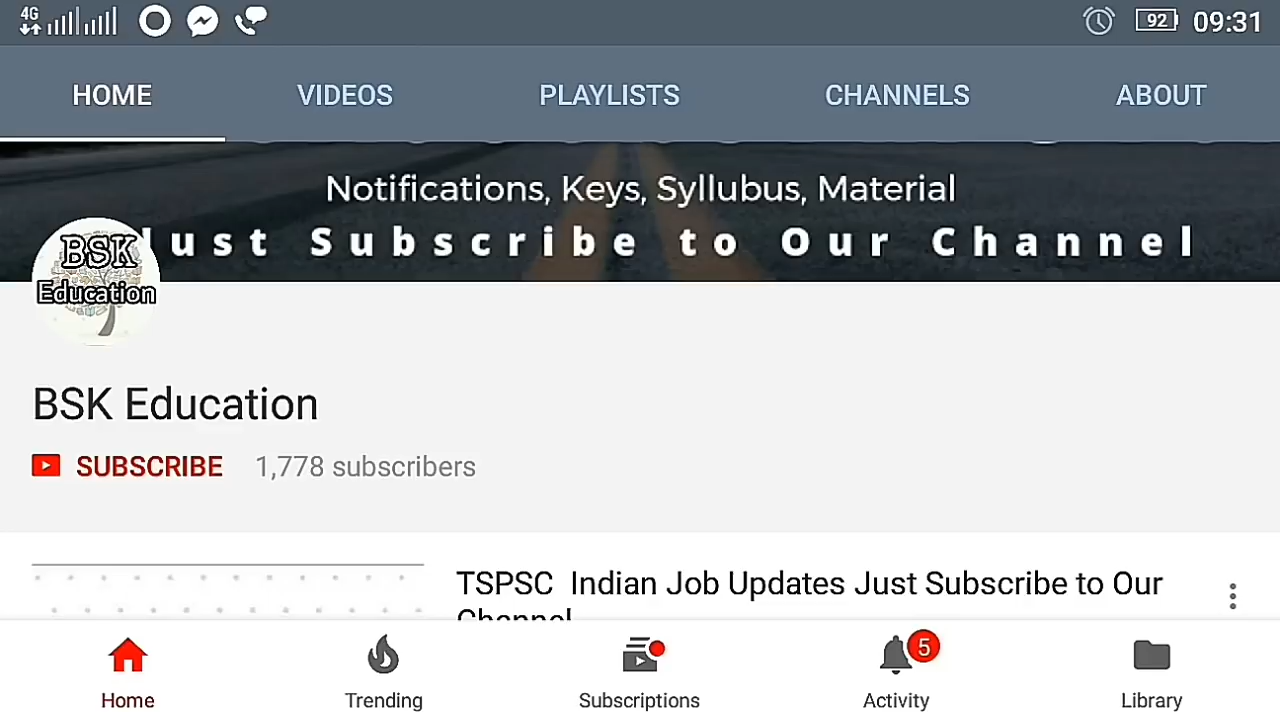 4G 92 09:31
HOME VIDEOS PLAYLISTS CHANNELS ABOUT
Notifications, Keys, Syllubus, Material
Just Subscribe to Our Channel
BSK
Education
BSK Education
SUBSCRIBE 1,778 subscribers
TSPSC Indian Job Updates Just Subscribe to Our
Channel
5
Home Trending Subscriptions Activity Library